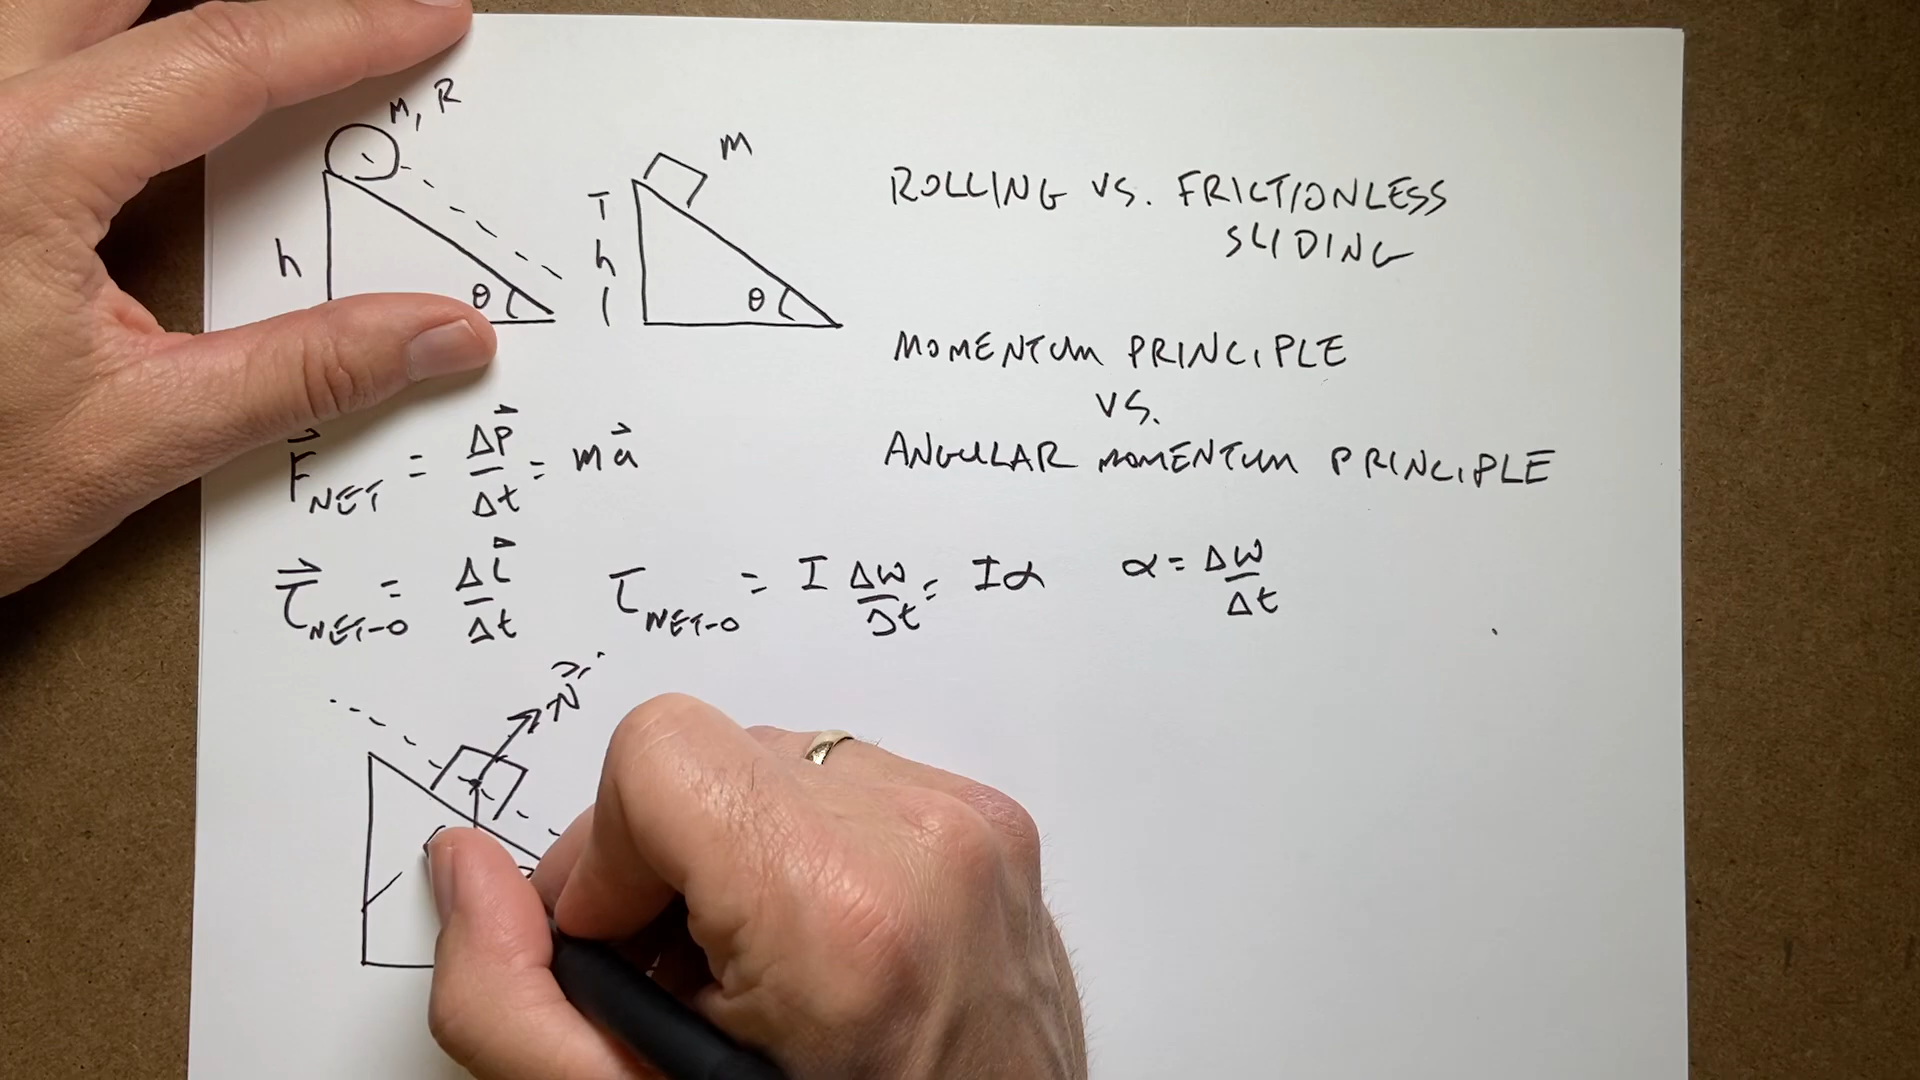 M, R
m
T
h
h
l
θ
θ
ROLLING VS. FRICTIONLESS
SLIDING
MOMENTUM PRINCIPLE
VS.
ANGULAR MOMENTUM PRINCIPLE
F⃗NET = Δp⃗/Δt = ma⃗
τ⃗NET-O = ΔL⃗/Δt τNET-O = I Δω/Δt = Iα α = Δω/Δt
N⃗